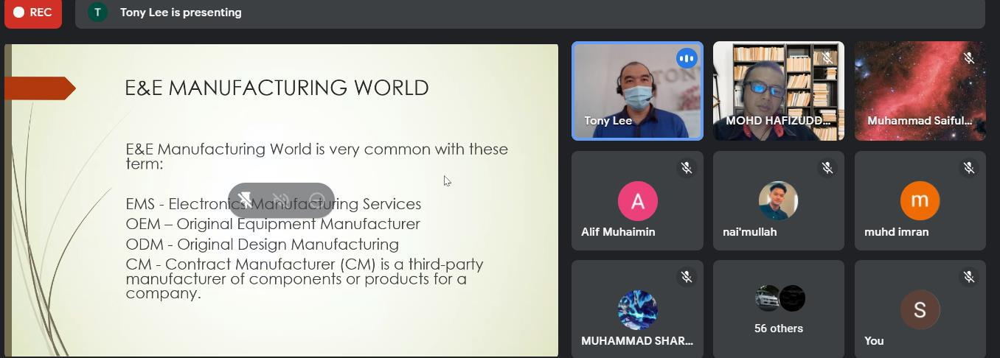 REC
T
Tony Lee is presenting
E&E MANUFACTURING WORLD
E&E Manufacturing World is very common with these
term:
EMS - Electronics Manufacturing Services
OEM – Original Equipment Manufacturer
ODM - Original Design Manufacturing
CM - Contract Manufacturer (CM) is a third-party
manufacturer of components or products for a
company.
TONY
Tony Lee
MOHD HAFIZUDD...
Muhammad Saiful...
A
Alif Muhaimin
nai'mullah
m
muhd imran
MUHAMMAD SHAR...
56 others
S
You